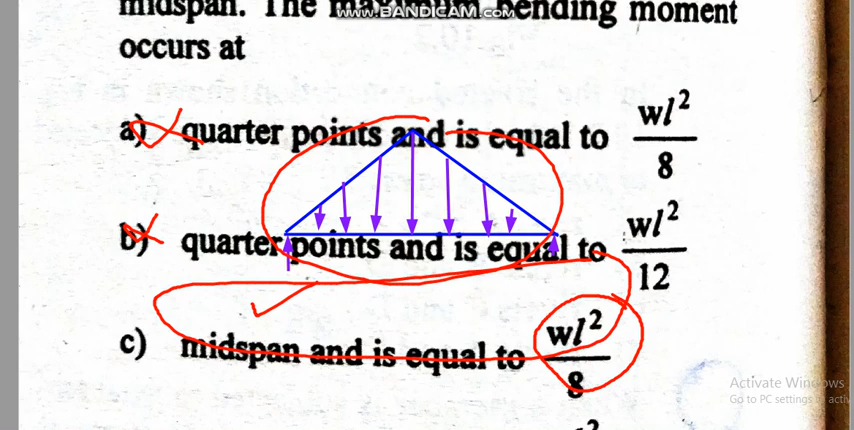 midspan. The maximum bending moment
www.BANDICAM.com
occurs at
a) quarter points and is equal to wl²/8
b) quarter points and is equal to wl²/12
c) midspan and is equal to wl²/8
Activate Windows